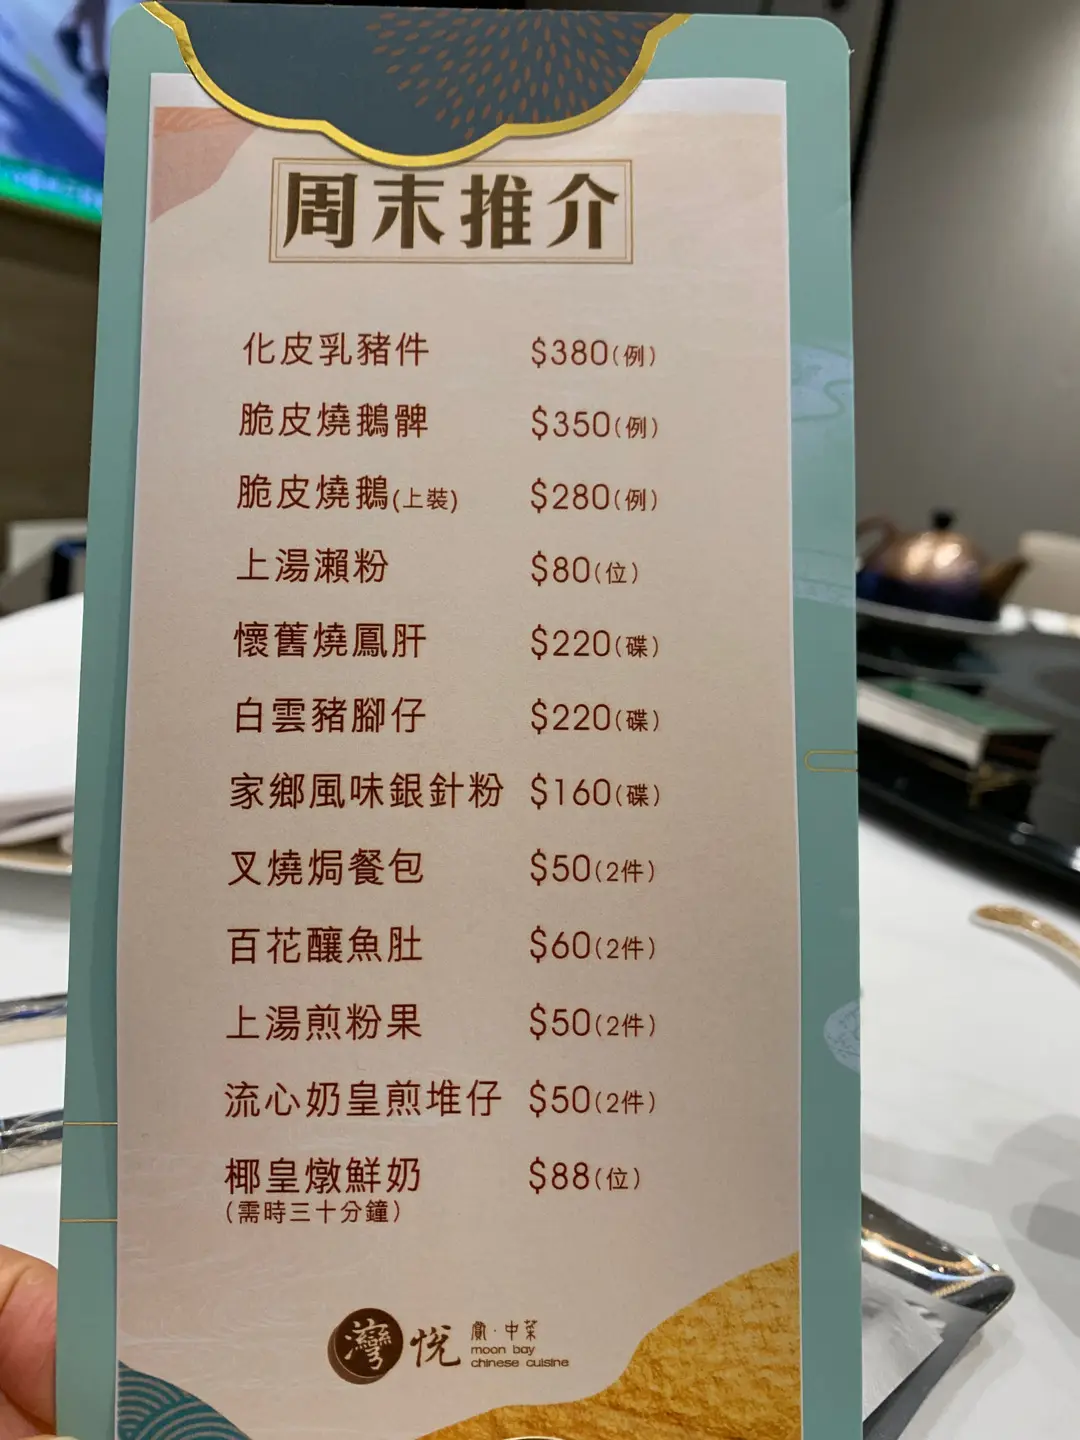 周末推介
化皮乳豬件 $380(例)
脆皮燒鵝髀 $350(例)
脆皮燒鵝(上裝) $280(例)
上湯瀨粉 $80(位)
懷舊燒鳳肝 $220(碟)
白雲豬腳仔 $220(碟)
家鄉風味銀針粉 $160(碟)
叉燒焗餐包 $50(2件)
百花釀魚肚 $60(2件)
上湯煎粉果 $50(2件)
流心奶皇煎堆仔 $50(2件)
椰皇燉鮮奶 $88(位)
(需時三十分鐘)
灣悅 賞·中菜
moon bay
chinese cuisine